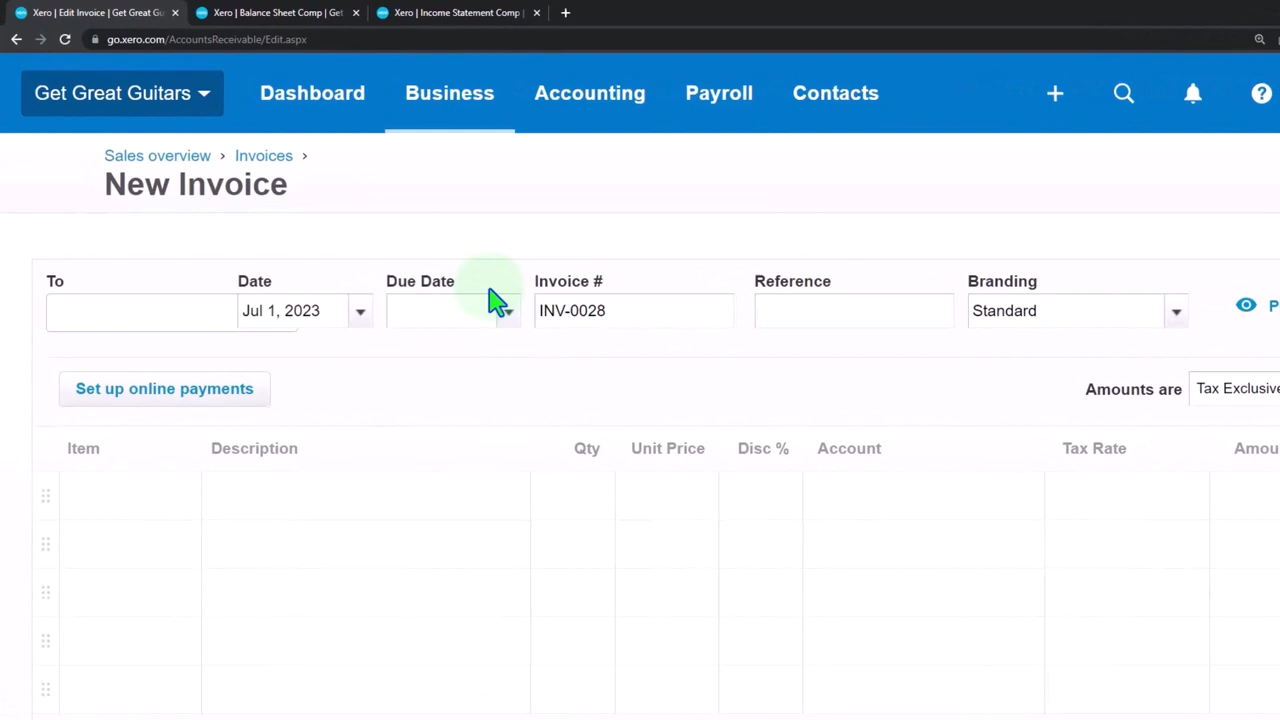 Xero | Edit Invoice | Get Great Gu
Xero | Balance Sheet Comp | Get
Xero | Income Statement Comp |
go.xero.com/AccountsReceivable/Edit.aspx
Get Great Guitars Dashboard Business Accounting Payroll Contacts
Sales overview › Invoices ›
New Invoice
To Date Due Date Invoice # Reference Branding
Jul 1, 2023 INV-0028 Standard P
Set up online payments Amounts are Tax Exclusive
Item Description Qty Unit Price Disc % Account Tax Rate Amou